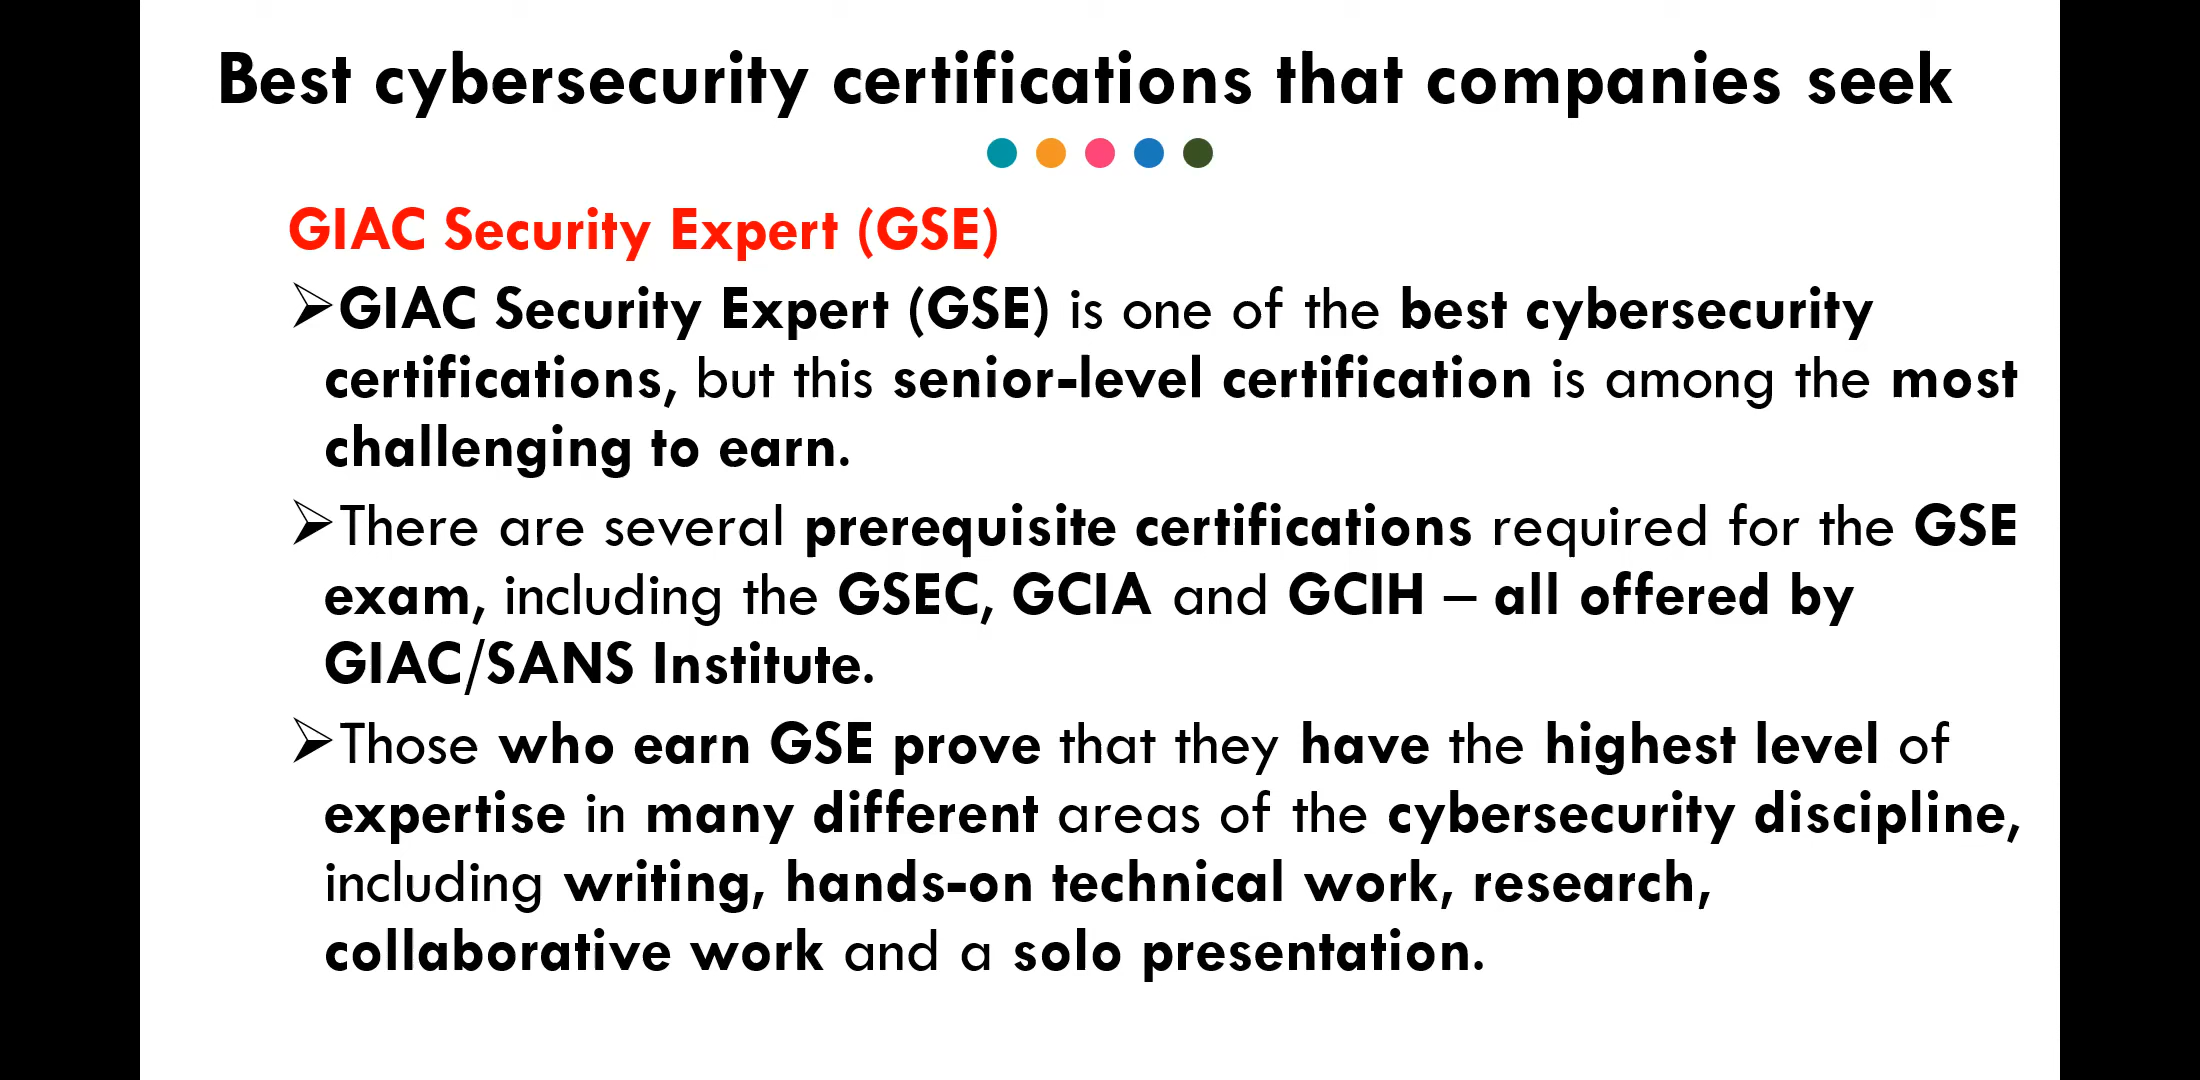 Best cybersecurity certifications that companies seek
GIAC Security Expert (GSE)
➢GIAC Security Expert (GSE) is one of the best cybersecurity
certifications, but this senior-level certification is among the most
challenging to earn.
➢There are several prerequisite certifications required for the GSE
exam, including the GSEC, GCIA and GCIH – all offered by
GIAC/SANS Institute.
➢Those who earn GSE prove that they have the highest level of
expertise in many different areas of the cybersecurity discipline,
including writing, hands-on technical work, research,
collaborative work and a solo presentation.